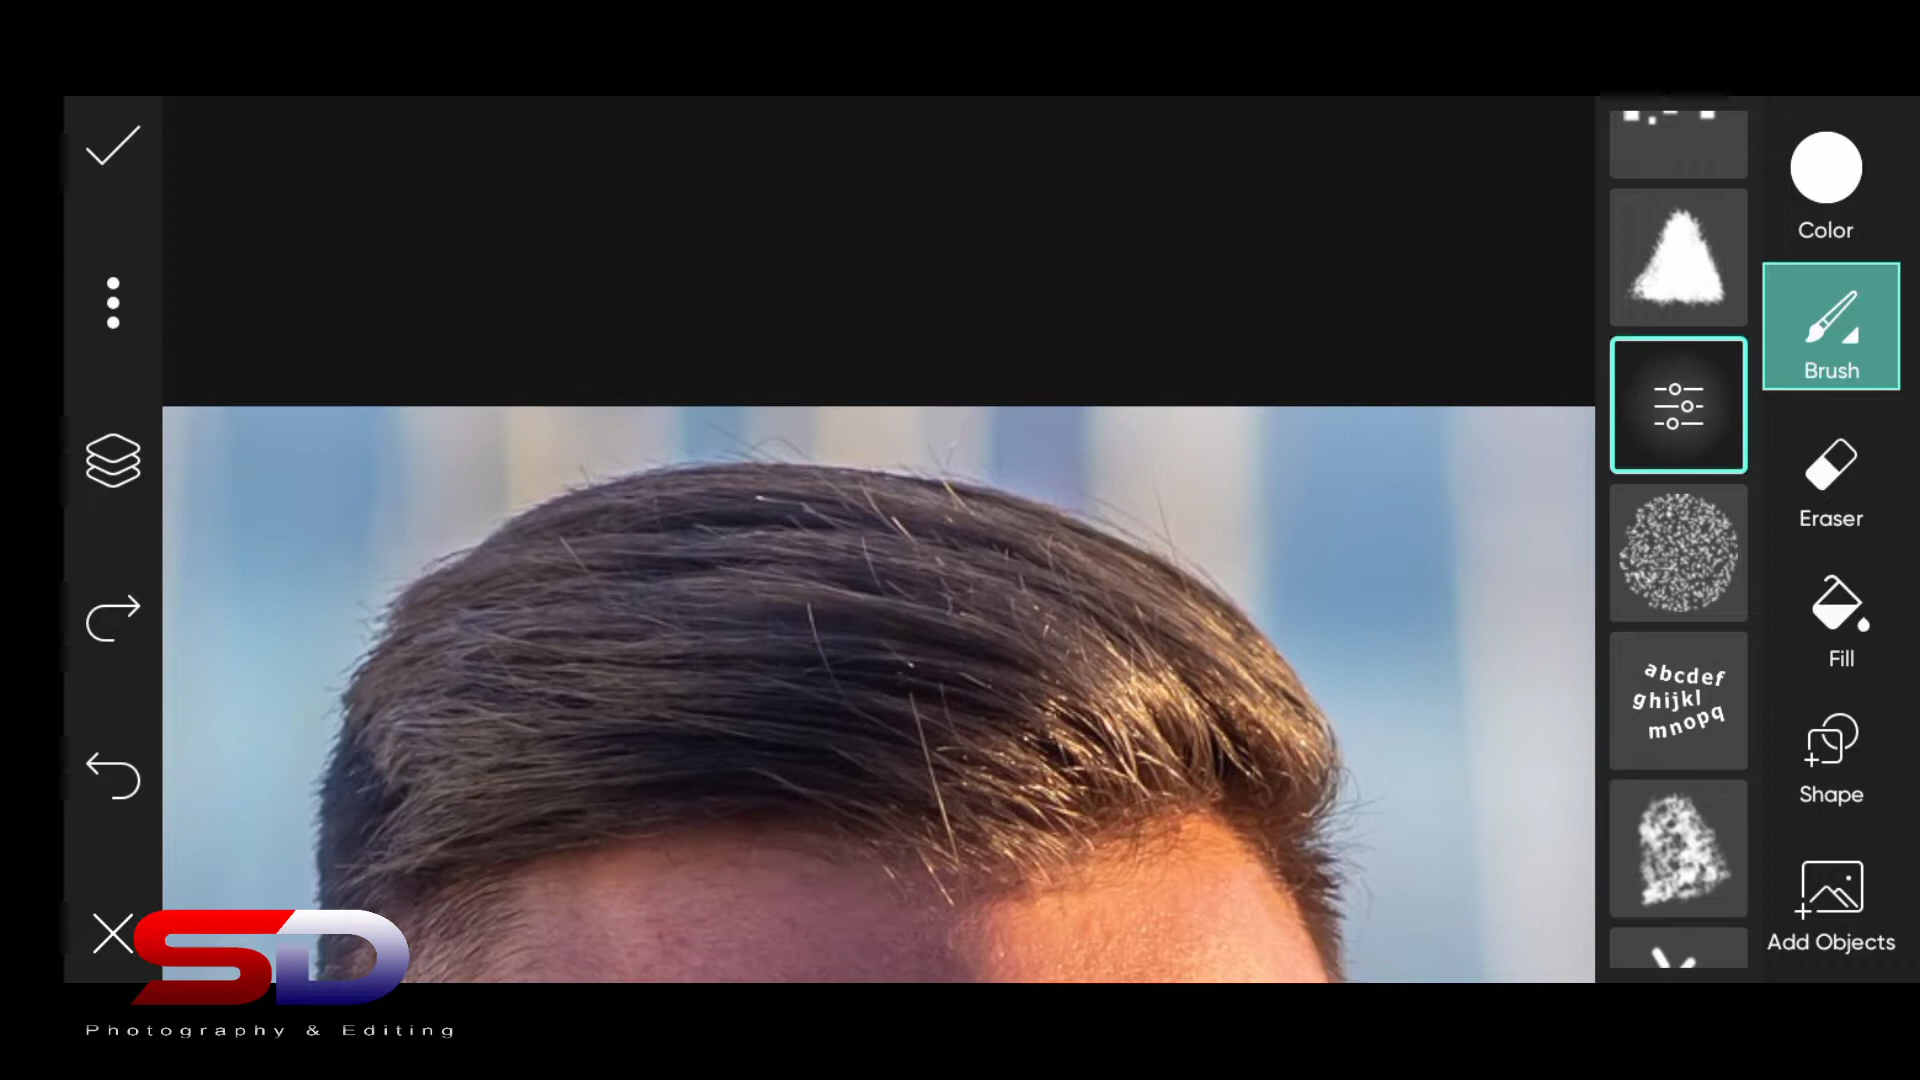 Color
Brush
Eraser
abcdef
ghijkl
mnopq
Fill
Shape
Add Objects
SD
Photography & Editing